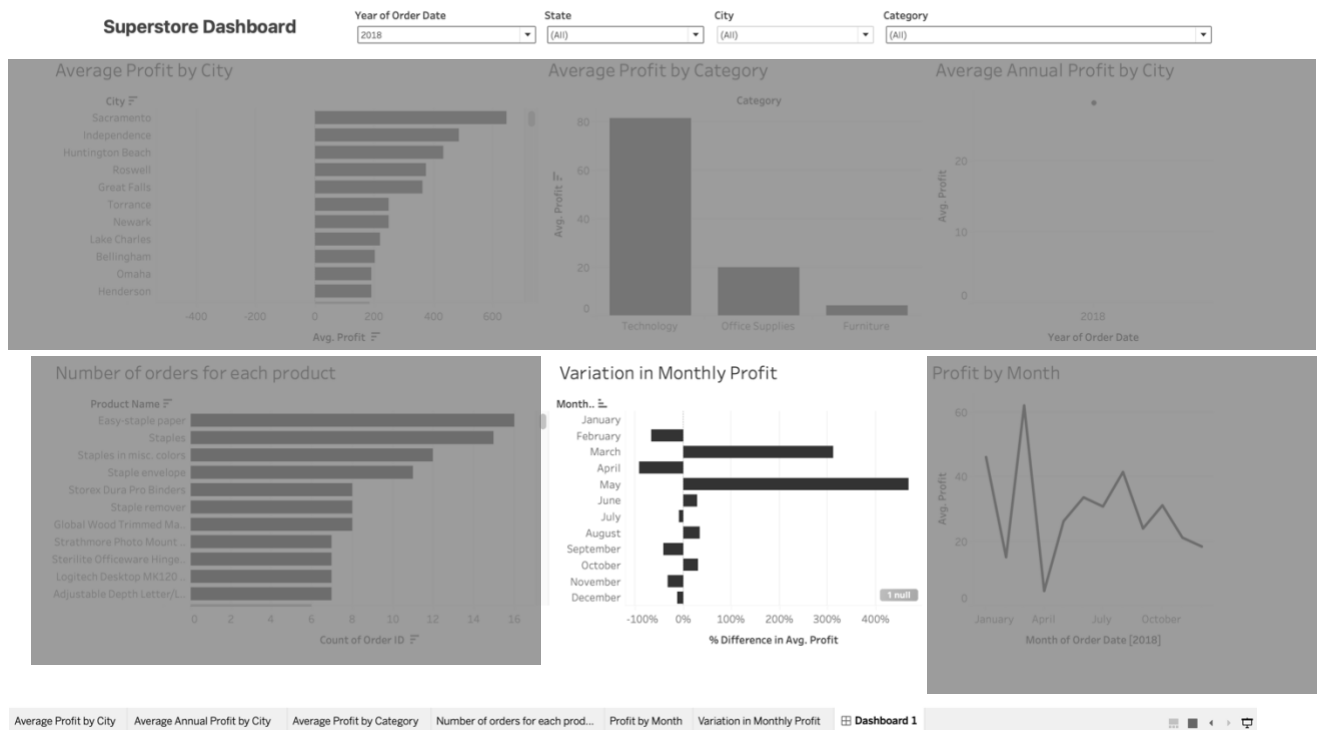 Superstore Dashboard
Year of Order Date
2018
State
(All)
City
(All)
Category
(All)
Average Profit by City
City
Sacramento
Independence
Huntington Beach
Roswell
Great Falls
Torrance
Newark
Lake Charles
Bellingham
Omaha
Henderson
-400 -200 0 200 400 600
Avg. Profit
Average Profit by Category
Category
Avg. Profit
80
60
40
20
0
Technology Office Supplies Furniture
Average Annual Profit by City
Avg. Profit
20
10
0
2018
Year of Order Date
Number of orders for each product
Product Name
Easy-staple paper
Staples
Staples in misc. colors
Staple envelope
Storex Dura Pro Binders
Staple remover
Global Wood Trimmed Ma..
Strathmore Photo Mount ..
Sterilite Officeware Hinge..
Logitech Desktop MK120 ..
Adjustable Depth Letter/L..
0 2 4 6 8 10 12 14 16
Count of Order ID
Variation in Monthly Profit
Month..
January
February
March
April
May
June
July
August
September
October
November
December
1 null
-100% 0% 100% 200% 300% 400%
% Difference in Avg. Profit
Profit by Month
Avg. Profit
60
40
20
0
January April July October
Month of Order Date [2018]
Average Profit by City Average Annual Profit by City Average Profit by Category Number of orders for each prod... Profit by Month Variation in Monthly Profit Dashboard 1